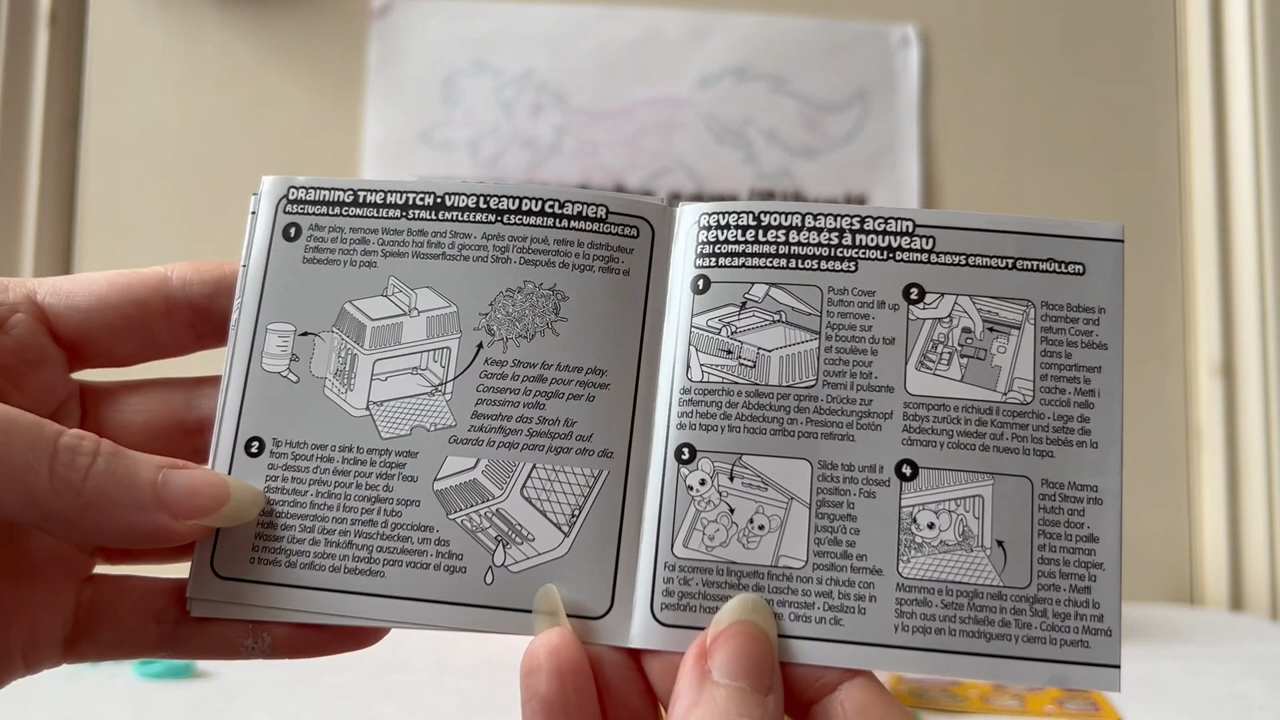 DRAINING THE HUTCH • VIDE L'EAU DU CLAPIER
ASCIUGA LA CONIGLIERA • STALL ENTLEEREN • ESCURRIR LA MADRIGUERA
1
After play, remove Water Bottle and Straw • Après avoir joué, retire le distributeur
d'eau et la paille • Quando hai finito di giocare, togli l'abbeveratoio e la paglia •
Entferne nach dem Spielen Wasserflasche und Stroh • Después de jugar, retira el
bebedero y la paja.
Keep Straw for future play.
Garde la paille pour rejouer.
Conserva la paglia per la
prossima volta.
Bewahre das Stroh für
zukünftigen Spielspaß auf.
Guarda la paja para jugar otro día.
2
Tip Hutch over a sink to empty water
from Spout Hole • Incline le clapier
au-dessus d'un évier pour vider l'eau
par le trou prévu pour le bec du
distributeur • Inclina la conigliera sopra
lavandino finche il foro per il tubo
dell'abbeveratoio non smette di gocciolare •
Halte den Stall über ein Waschbecken, um das
Wasser über die Trinköffnung auszuleeren • Inclina
la madriguera sobre un lavabo para vaciar el agua
a través del orificio del bebedero.
REVEAL YOUR BABIES AGAIN
RÉVÈLE LES BÉBÉS À NOUVEAU
FAI COMPARIRE DI NUOVO I CUCCIOLI • DEINE BABYS ERNEUT ENTHÜLLEN
HAZ REAPARECER A LOS BEBÉS
1
Push Cover
Button and lift up
to remove •
Appuie sur
le bouton du toit
et soulève le
cache pour
ouvrir le toit •
Premi il pulsante
del coperchio e solleva per aprire • Drücke zur
Entfernung der Abdeckung den Abdeckungsknopf
und hebe die Abdeckung an • Presiona el botón
de la tapa y tira hacia arriba para retirarla.
2
Place Babies in
chamber and
return Cover •
Place les bébés
dans le
compartiment
et remets le
cache • Metti i
cuccioli nello
scomparto e richiudi il coperchio • Lege die
Babys zurück in die Kammer und setze die
Abdeckung wieder auf • Pon los bebés en la
cámara y coloca de nuevo la tapa.
3
Slide tab until it
clicks into closed
position • Fais
glisser la
languette
jusqu'à ce
qu'elle se
verrouille en
position fermée.
Fai scorrere la linguetta finché non si chiude con
un 'clic' • Verschiebe die Lasche so weit, bis sie in
die geschlossen einrastet • Desliza la
pestaña Oirás un clic.
4
Place Mama
and Straw into
Hutch and
close door •
Place la paille
et la maman
dans le clapier,
puis ferme la
porte • Metti
Mamma e la paglia nella conigliera e chiudi lo
sportello • Setze Mama in den Stall, lege ihn mit
Stroh aus und schließe die Türe • Coloca a Mamá
y la paja en la madriguera y cierra la puerta.